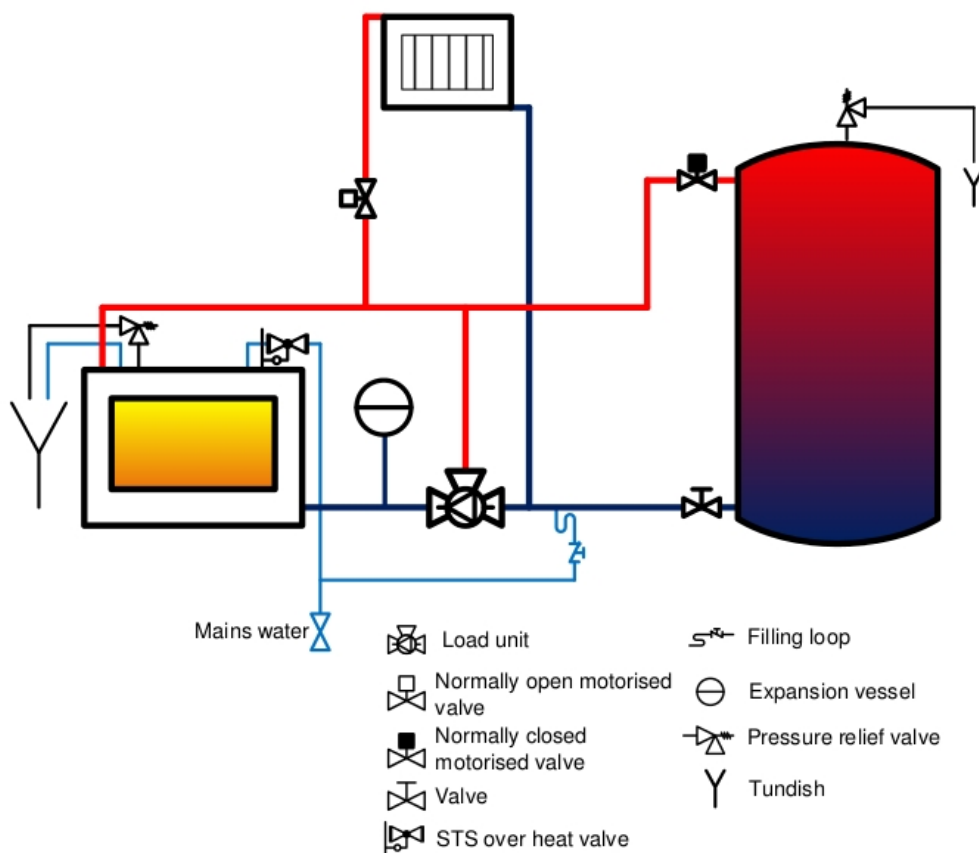 Mains water
Load unit
Normally open motorised
valve
Normally closed
motorised valve
Valve
STS over heat valve
Filling loop
Expansion vessel
Pressure relief valve
Tundish